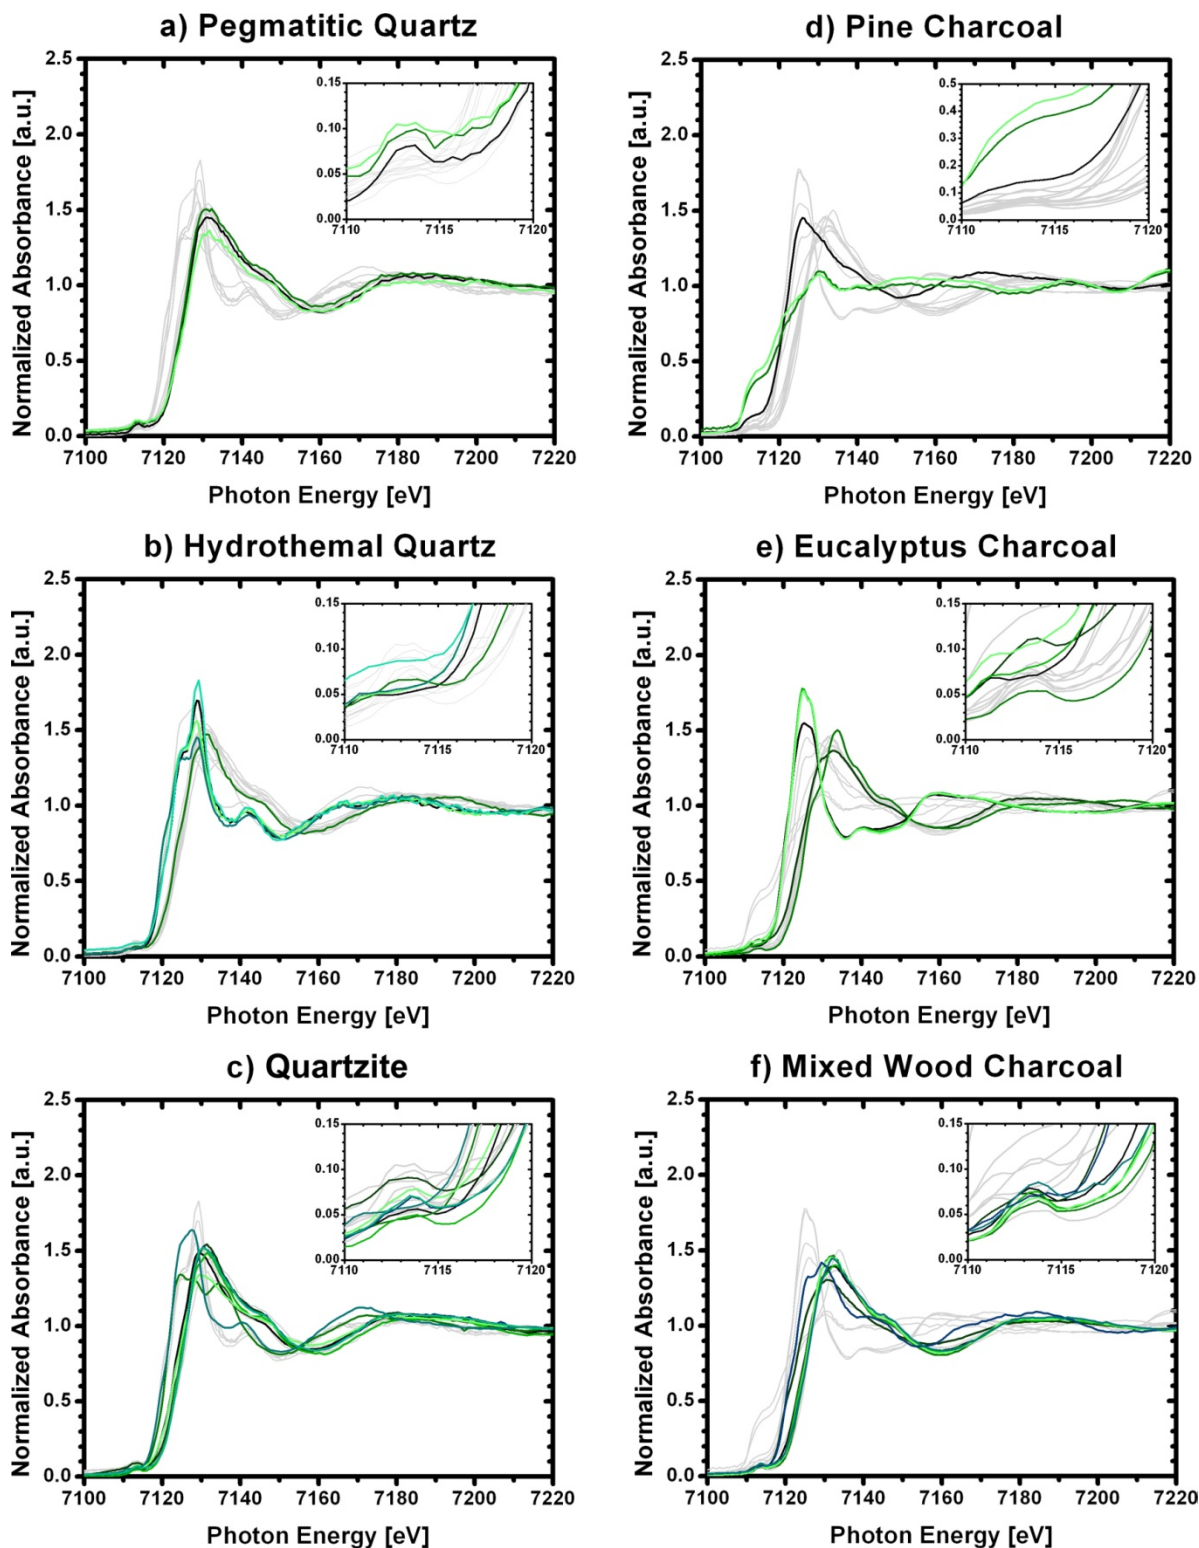 a) Pegmatitic Quartz
2.5
2.0
1.5
1.0
0.5
0.0
Normalized Absorbance [a.u.]
0.15
0.10
0.05
0.00
7110 7115 7120
7100 7120 7140 7160 7180 7200 7220
Photon Energy [eV]
d) Pine Charcoal
2.5
2.0
1.5
1.0
0.5
0.0
Normalized Absorbance [a.u.]
0.5
0.4
0.3
0.2
0.1
0.0
7110 7115 7120
7100 7120 7140 7160 7180 7200 7220
Photon Energy [eV]
b) Hydrothemal Quartz
2.5
2.0
1.5
1.0
0.5
0.0
Normalized Absorbance [a.u.]
0.15
0.10
0.05
0.00
7110 7115 7120
7100 7120 7140 7160 7180 7200 7220
Photon Energy [eV]
e) Eucalyptus Charcoal
2.5
2.0
1.5
1.0
0.5
0.0
Normalized Absorbance [a.u.]
0.15
0.10
0.05
0.00
7110 7115 7120
7100 7120 7140 7160 7180 7200 7220
Photon Energy [eV]
c) Quartzite
2.5
2.0
1.5
1.0
0.5
0.0
Normalized Absorbance [a.u.]
0.15
0.10
0.05
0.00
7110 7115 7120
7100 7120 7140 7160 7180 7200 7220
Photon Energy [eV]
f) Mixed Wood Charcoal
2.5
2.0
1.5
1.0
0.5
0.0
Normalized Absorbance [a.u.]
0.15
0.10
0.05
0.00
7110 7115 7120
7100 7120 7140 7160 7180 7200 7220
Photon Energy [eV]